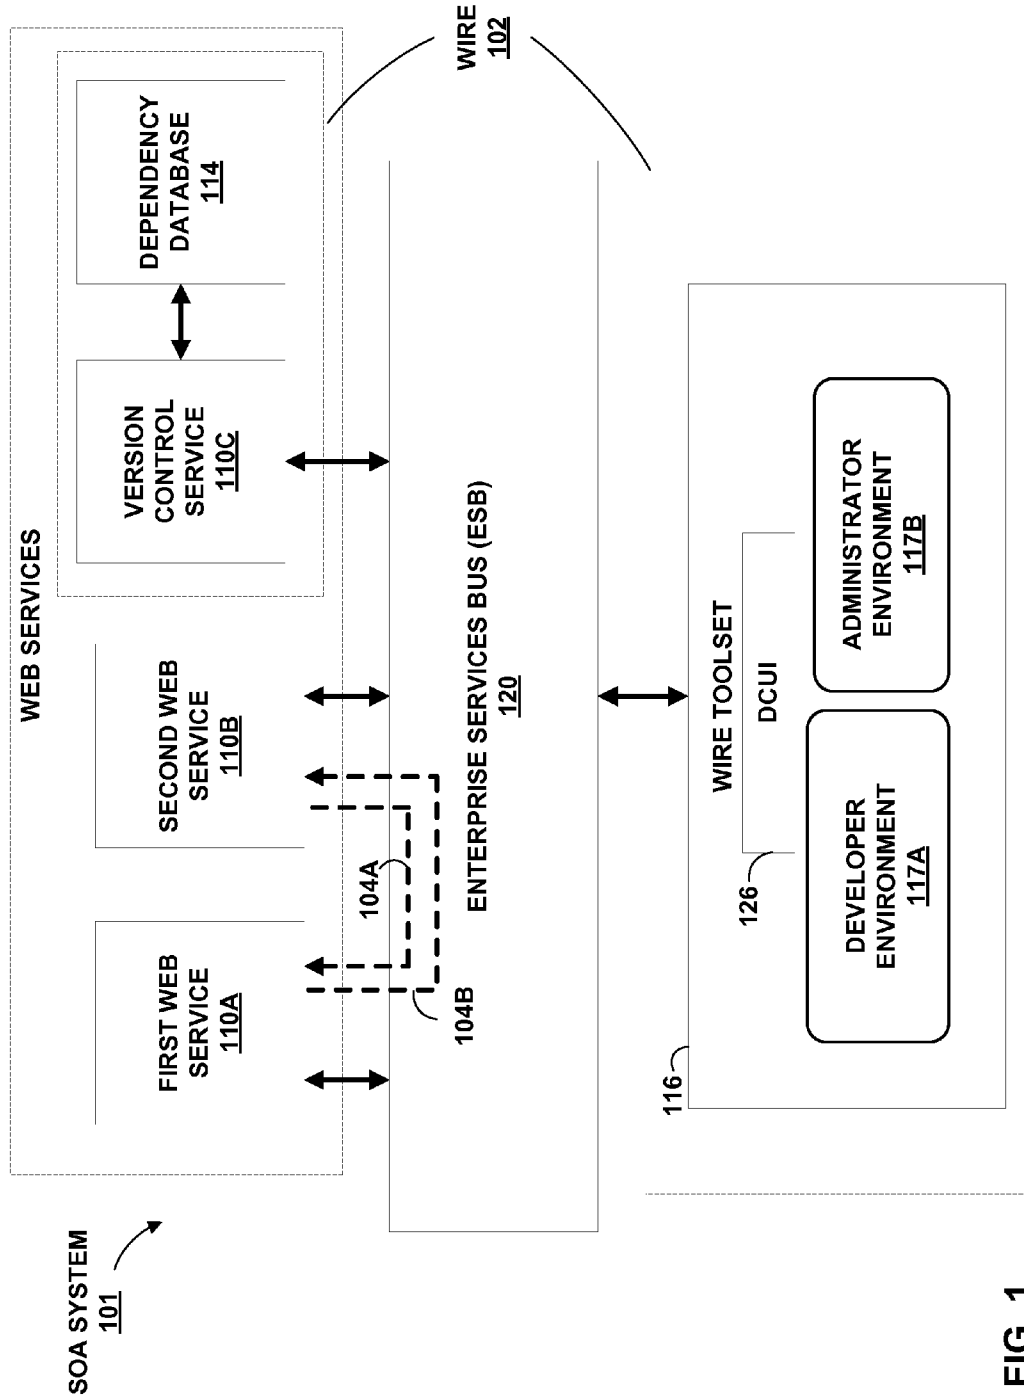 SOA SYSTEM
101
WEB SERVICES
FIRST WEB
SERVICE
110A
SECOND WEB
SERVICE
110B
VERSION
CONTROL
SERVICE
110C
DEPENDENCY
DATABASE
114
WIRE
102
104A
104B
ENTERPRISE SERVICES BUS (ESB)
120
116
WIRE TOOLSET
126
DCUI
DEVELOPER
ENVIRONMENT
117A
ADMINISTRATOR
ENVIRONMENT
117B
FIG. 1